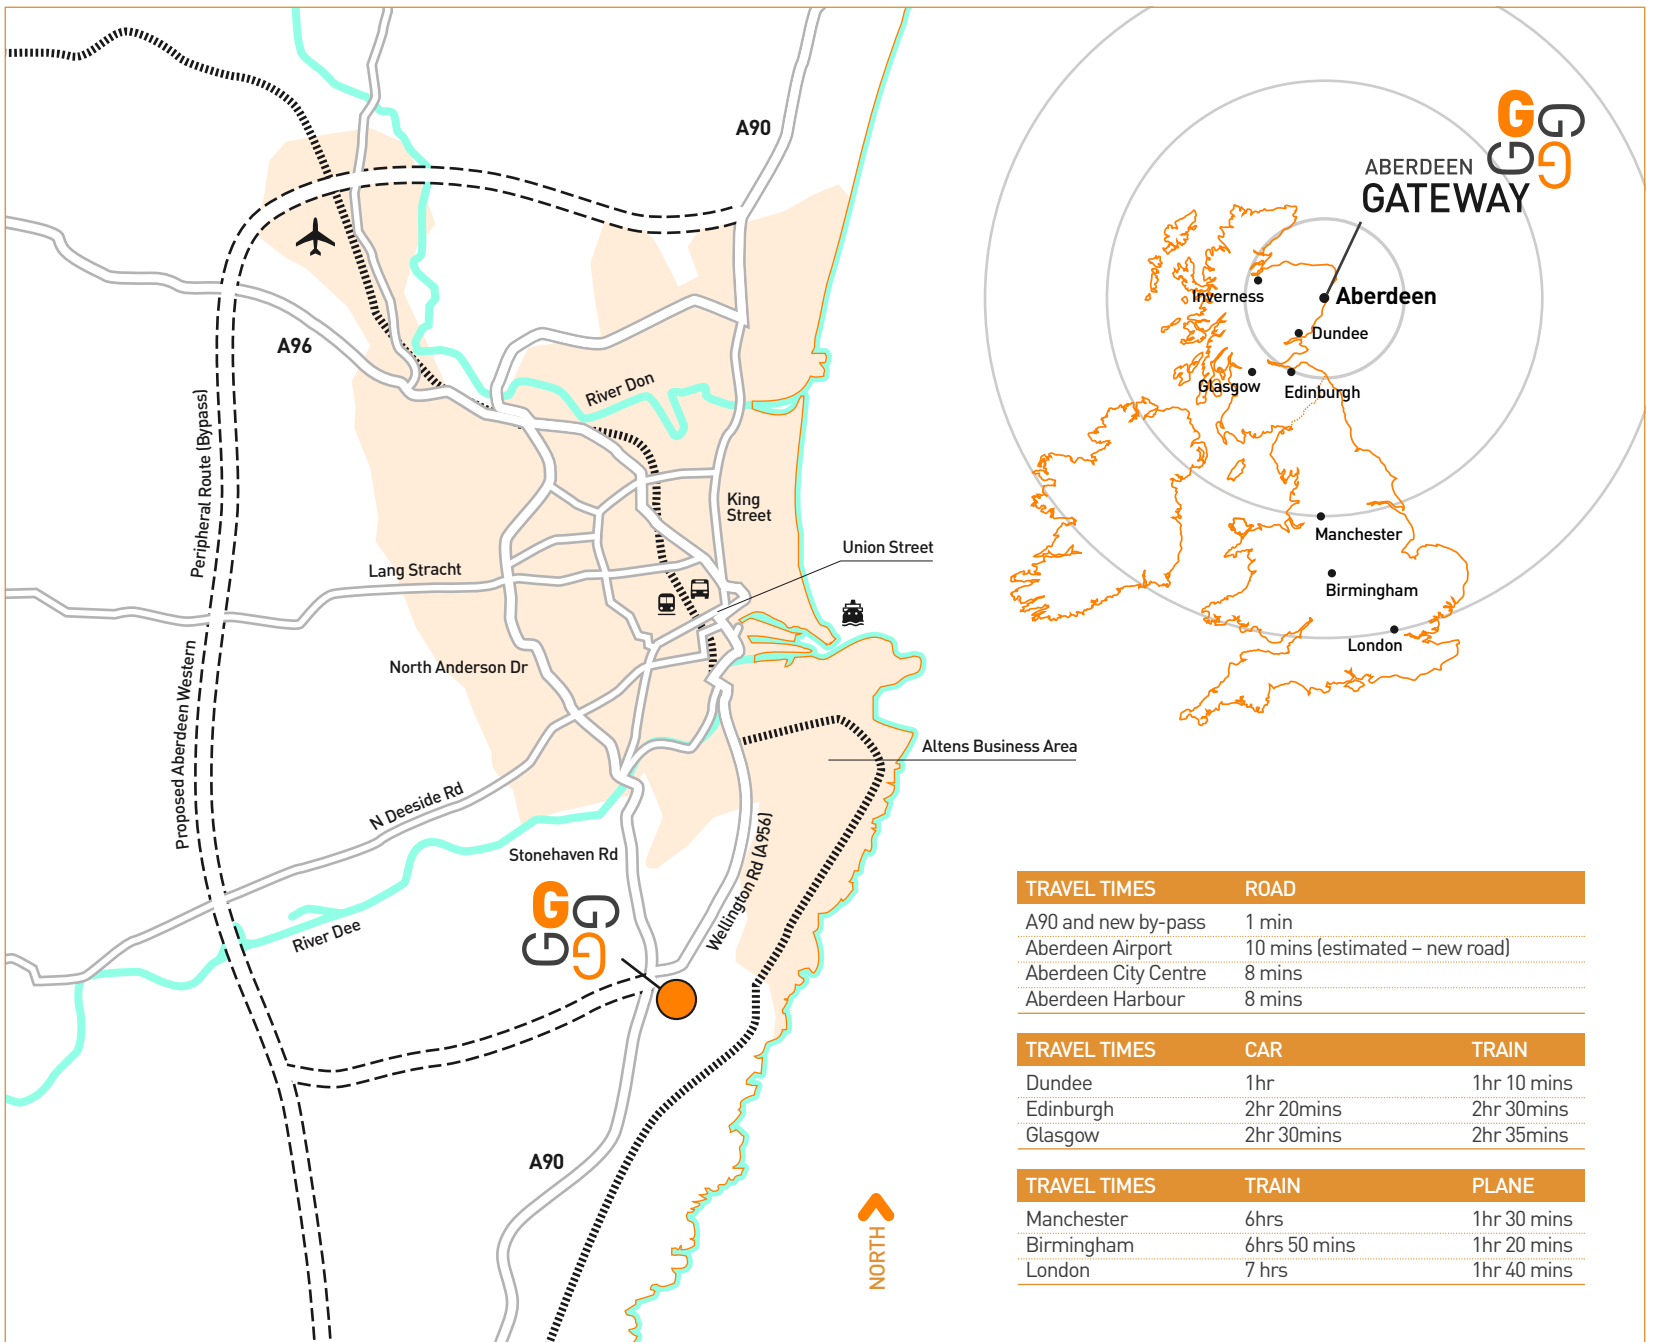 A90
A96
Peripheral Route (Bypass)
Proposed Aberdeen Western
River Don
King
Street
Union Street
Lang Stracht
North Anderson Dr
Altens Business Area
N Deeside Rd
Stonehaven Rd
Wellington Rd (A956)
River Dee
G G
G G
A90
NORTH
G G
G G
ABERDEEN
GATEWAY
Inverness
Aberdeen
Dundee
Glasgow
Edinburgh
Manchester
Birmingham
London
TRAVEL TIMES ROAD
A90 and new by-pass 1 min
Aberdeen Airport 10 mins (estimated – new road)
Aberdeen City Centre 8 mins
Aberdeen Harbour 8 mins
TRAVEL TIMES CAR TRAIN
Dundee 1hr 1hr 10 mins
Edinburgh 2hr 20mins 2hr 30mins
Glasgow 2hr 30mins 2hr 35mins
TRAVEL TIMES TRAIN PLANE
Manchester 6hrs 1hr 30 mins
Birmingham 6hrs 50 mins 1hr 20 mins
London 7 hrs 1hr 40 mins